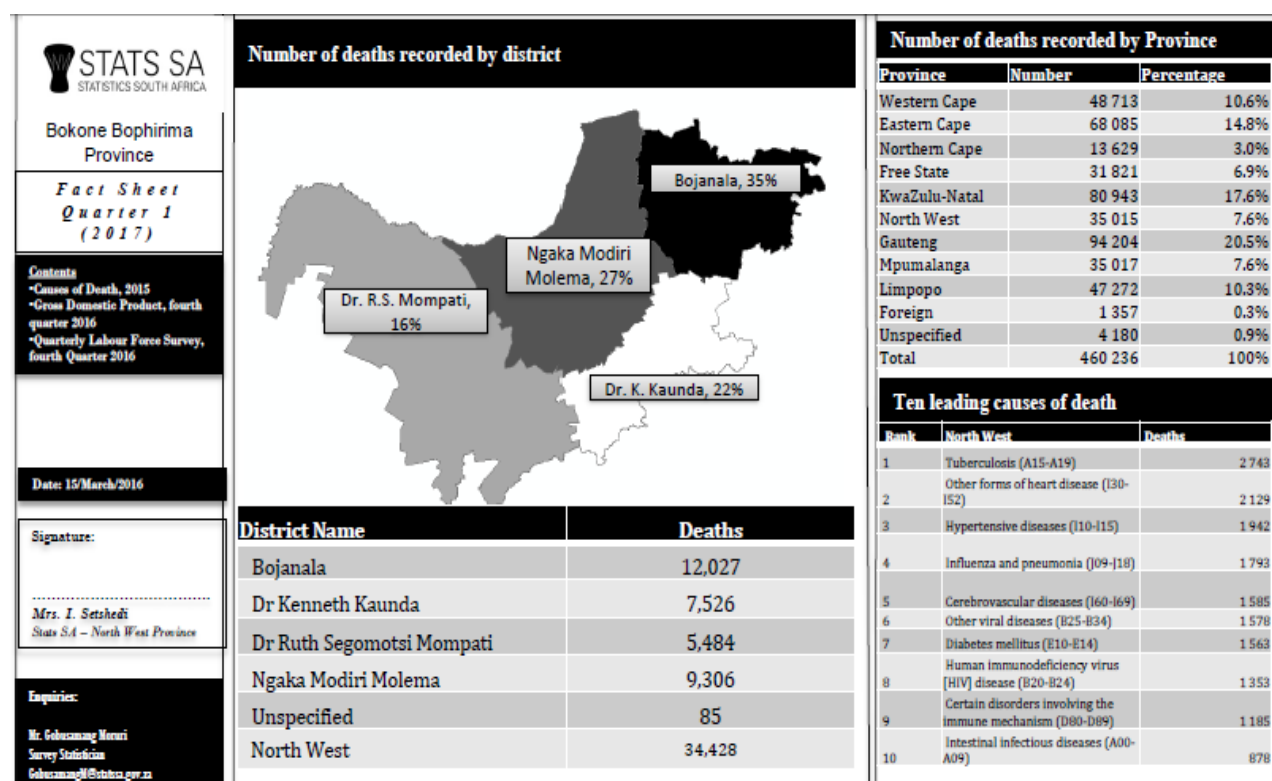 STATS SA
STATISTICS SOUTH AFRICA
Bokone Bophirima
Province
Fact Sheet
Quarter 1
(2017)
Contents
•Causes of Death, 2015
•Gross Domestic Product, fourth
quarter 2016
•Quarterly Labour Force Survey,
fourth Quarter 2016
Date: 15/March/2016
Signature:
Mrs. I. Setshedi
Stats SA – North West Province
Enquiries:
Mr. Gobusamang Moruri
Survey Statistician
GobusamangM@statssa.gov.za
Number of deaths recorded by district
Bojanala, 35%
Ngaka Modiri
Molema, 27%
Dr. R.S. Mompati,
16%
Dr. K. Kaunda, 22%
District Name Deaths
Bojanala 12,027
Dr Kenneth Kaunda 7,526
Dr Ruth Segomotsi Mompati 5,484
Ngaka Modiri Molema 9,306
Unspecified 85
North West 34,428
Number of deaths recorded by Province
Province Number Percentage
Western Cape 48 713 10.6%
Eastern Cape 68 085 14.8%
Northern Cape 13 629 3.0%
Free State 31 821 6.9%
KwaZulu-Natal 80 943 17.6%
North West 35 015 7.6%
Gauteng 94 204 20.5%
Mpumalanga 35 017 7.6%
Limpopo 47 272 10.3%
Foreign 1 357 0.3%
Unspecified 4 180 0.9%
Total 460 236 100%
Ten leading causes of death
Rank North West Deaths
1 Tuberculosis (A15-A19) 2 743
Other forms of heart disease (I30-
2 I52) 2 129
3 Hypertensive diseases (I10-I15) 1 942
4 Influenza and pneumonia (J09-J18) 1 793
5 Cerebrovascular diseases (I60-I69) 1 585
6 Other viral diseases (B25-B34) 1 578
7 Diabetes mellitus (E10-E14) 1 563
Human immunodeficiency virus
8 [HIV] disease (B20-B24) 1 353
Certain disorders involving the
9 immune mechanism (D80-D89) 1 185
Intestinal infectious diseases (A00-
10 A09) 878